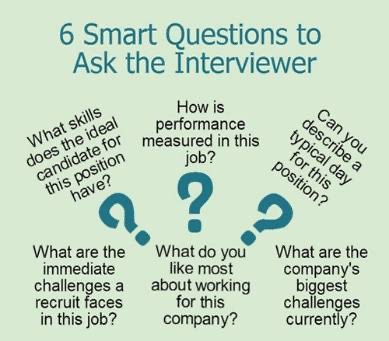 6 Smart Questions to
Ask the Interviewer
What skills
does the ideal
candidate for
this position
have?
How is
performance
measured in this
job?
Can you
describe a
typical day
for this
position?
What are the
immediate
challenges a
recruit faces
in this job?
What do you
like most
about working
for this
company?
What are the
company's
biggest
challenges
currently?